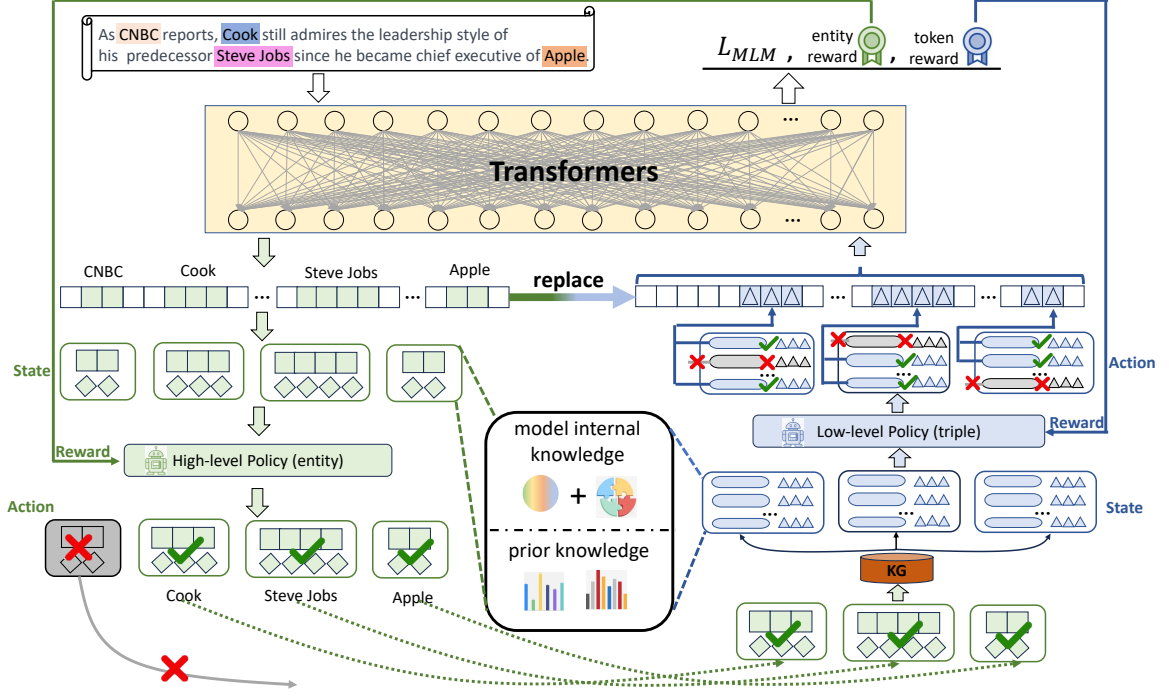 As CNBC reports, Cook still admires the leadership style of
his predecessor Steve Jobs since he became chief executive of Apple.
L_MLM , entity reward , token reward
...
Transformers
...
CNBC Cook Steve Jobs Apple
replace
... ...
... ...
State
...
...
...
Action
model internal knowledge
+
prior knowledge
Reward
High-level Policy (entity)
Low-level Policy (triple)
Reward
Action
...
...
...
State
KG
Cook Steve Jobs Apple